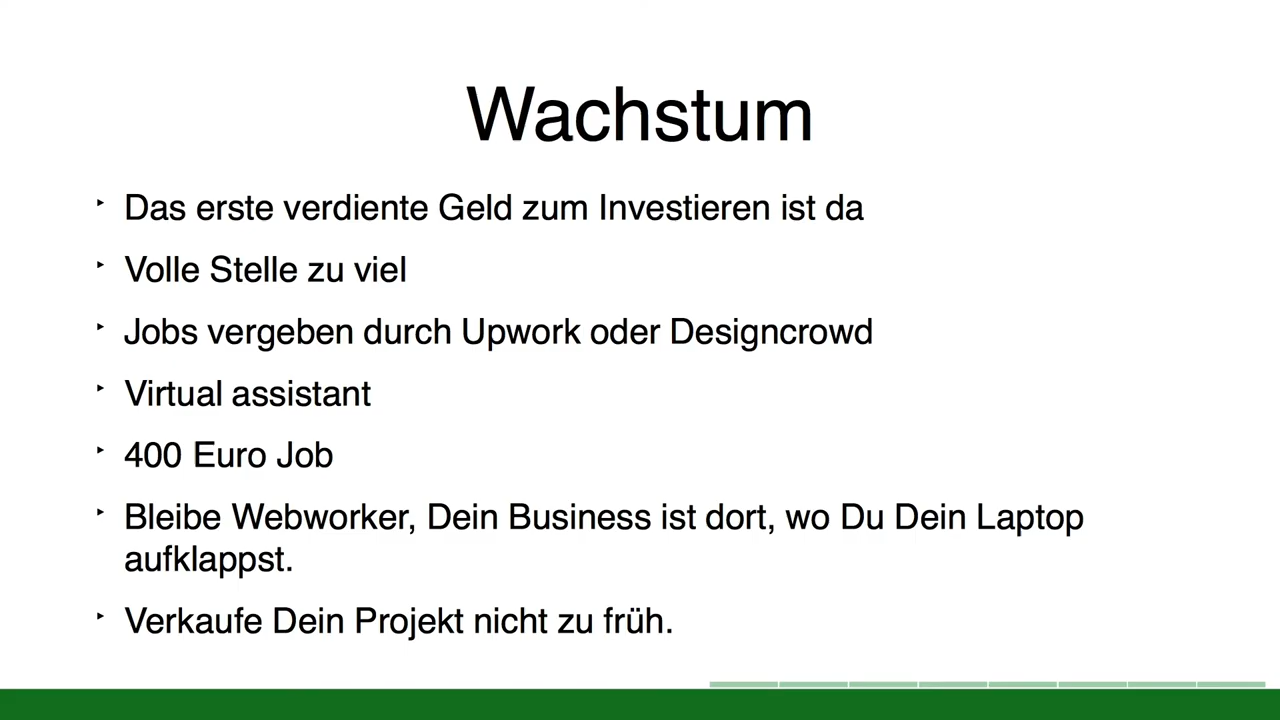 Wachstum
‣ Das erste verdiente Geld zum Investieren ist da
‣ Volle Stelle zu viel
‣ Jobs vergeben durch Upwork oder Designcrowd
‣ Virtual assistant
‣ 400 Euro Job
‣ Bleibe Webworker, Dein Business ist dort, wo Du Dein Laptop
aufklappst.
‣ Verkaufe Dein Projekt nicht zu früh.